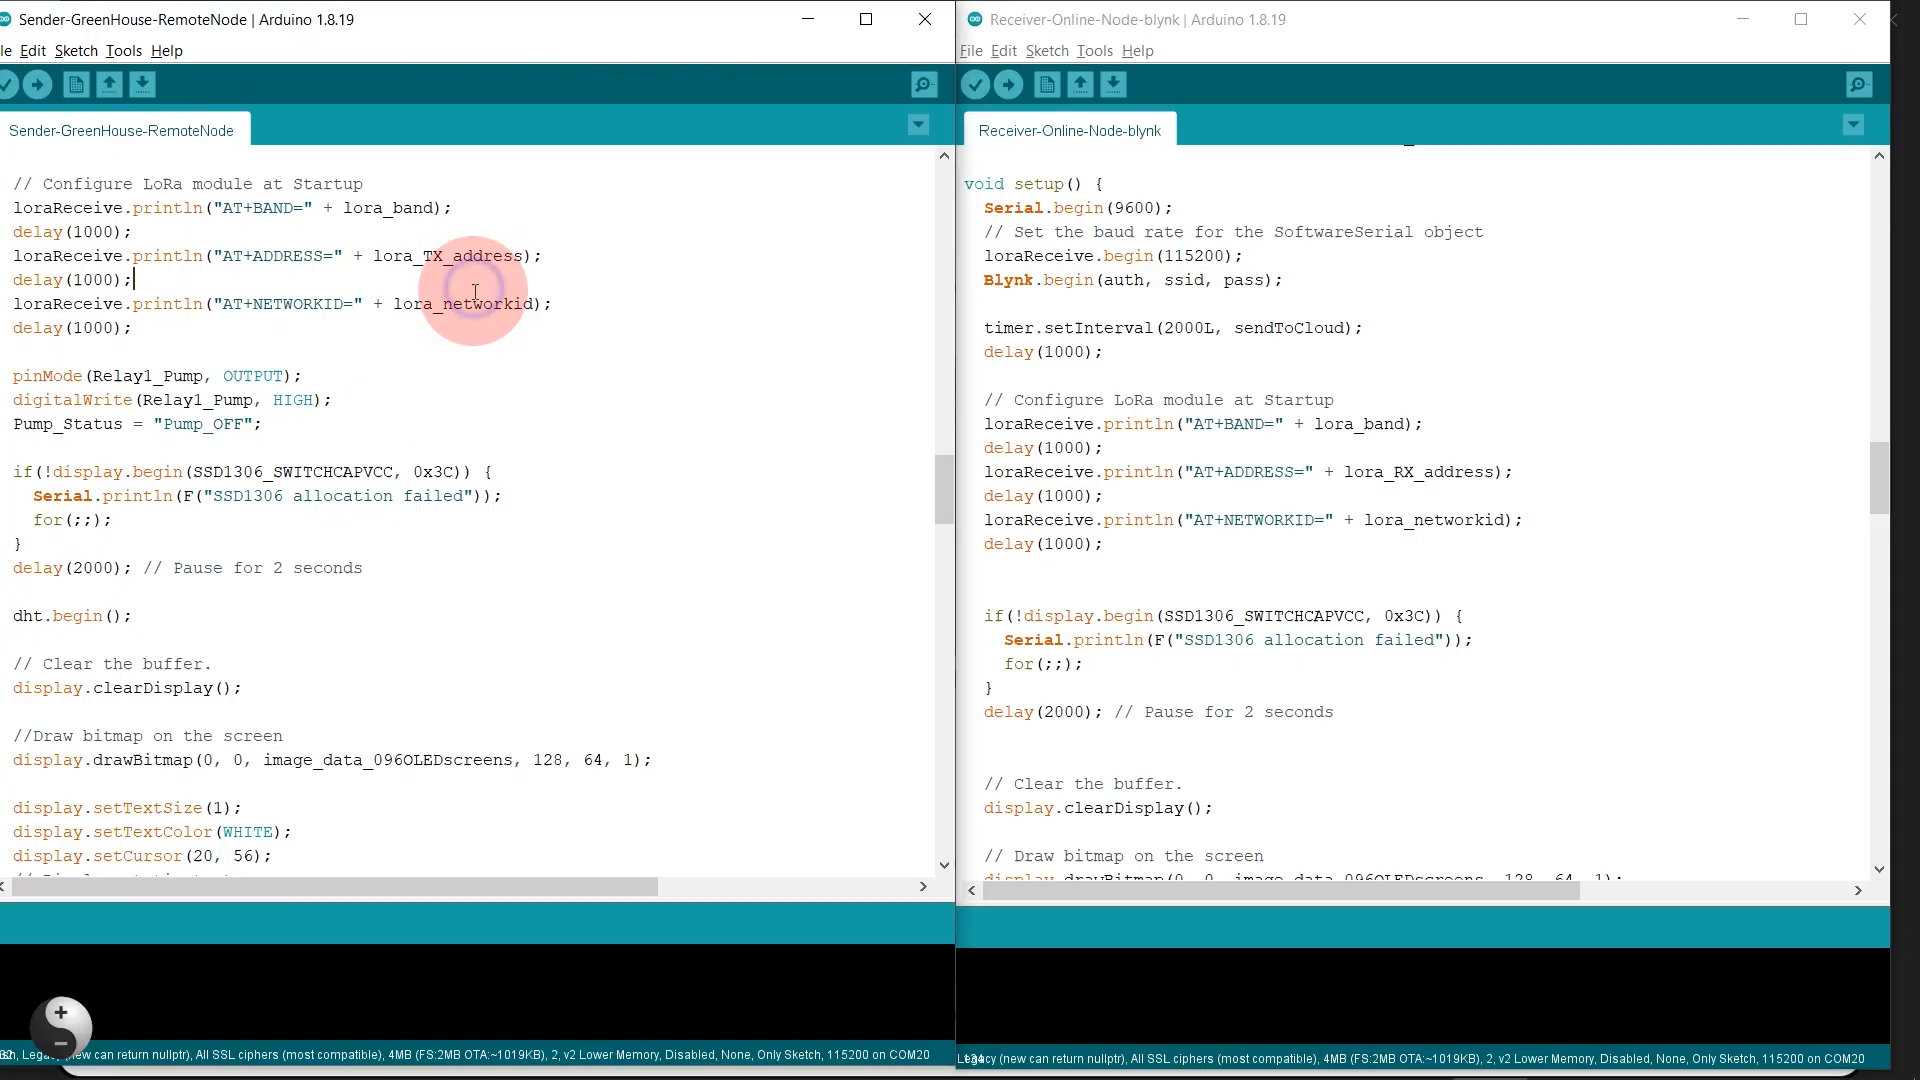 Sender-GreenHouse-RemoteNode | Arduino 1.8.19
le Edit Sketch Tools Help
Sender-GreenHouse-RemoteNode
// Configure LoRa module at Startup
loraReceive.println("AT+BAND=" + lora_band);
delay(1000);
loraReceive.println("AT+ADDRESS=" + lora_TX_address);
delay(1000);
loraReceive.println("AT+NETWORKID=" + lora_networkid);
delay(1000);
pinMode(Relay1_Pump, OUTPUT);
digitalWrite(Relay1_Pump, HIGH);
Pump_Status = "Pump_OFF";
if(!display.begin(SSD1306_SWITCHCAPVCC, 0x3C)) {
Serial.println(F("SSD1306 allocation failed"));
for(;;);
}
delay(2000); // Pause for 2 seconds
dht.begin();
// Clear the buffer.
display.clearDisplay();
//Draw bitmap on the screen
display.drawBitmap(0, 0, image_data_096OLEDscreens, 128, 64, 1);
display.setTextSize(1);
display.setTextColor(WHITE);
display.setCursor(20, 56);
(new can return nullptr), All SSL ciphers (most compatible), 4MB (FS:2MB OTA:~1019KB), 2, v2 Lower Memory, Disabled, None, Only Sketch, 115200 on COM20
Receiver-Online-Node-blynk | Arduino 1.8.19
File Edit Sketch Tools Help
Receiver-Online-Node-blynk
void setup() {
Serial.begin(9600);
// Set the baud rate for the SoftwareSerial object
loraReceive.begin(115200);
Blynk.begin(auth, ssid, pass);
timer.setInterval(2000L, sendToCloud);
delay(1000);
// Configure LoRa module at Startup
loraReceive.println("AT+BAND=" + lora_band);
delay(1000);
loraReceive.println("AT+ADDRESS=" + lora_RX_address);
delay(1000);
loraReceive.println("AT+NETWORKID=" + lora_networkid);
delay(1000);
if(!display.begin(SSD1306_SWITCHCAPVCC, 0x3C)) {
Serial.println(F("SSD1306 allocation failed"));
for(;;);
}
delay(2000); // Pause for 2 seconds
// Clear the buffer.
display.clearDisplay();
// Draw bitmap on the screen
display.drawBitmap(0, 0, image_data_096OLEDscreens, 128, 64, 1);
(new can return nullptr), All SSL ciphers (most compatible), 4MB (FS:2MB OTA:~1019KB), 2, v2 Lower Memory, Disabled, None, Only Sketch, 115200 on COM20